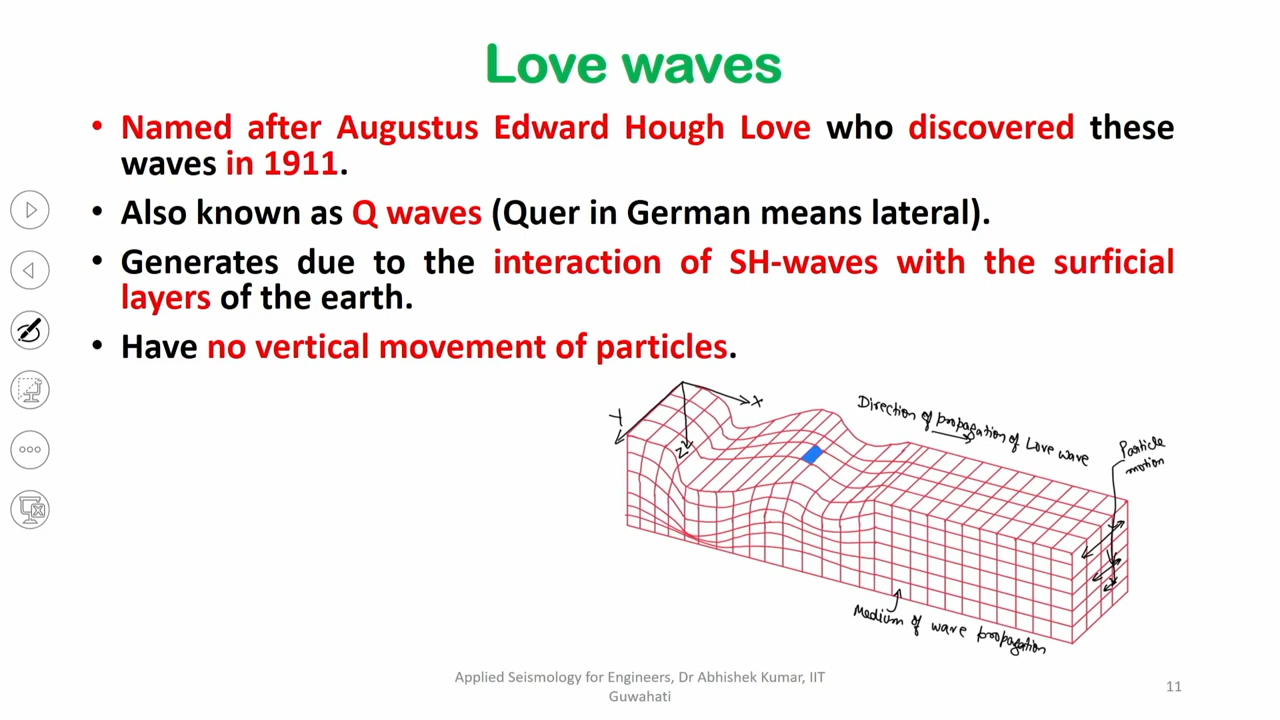 Love waves
• Named after Augustus Edward Hough Love who discovered these
waves in 1911.
• Also known as Q waves (Quer in German means lateral).
• Generates due to the interaction of SH-waves with the surficial
layers of the earth.
• Have no vertical movement of particles.
X
Y
Z
Direction of propagation of Love wave
Particle
motion
Medium of wave propagation
Applied Seismology for Engineers, Dr Abhishek Kumar, IIT
Guwahati
11